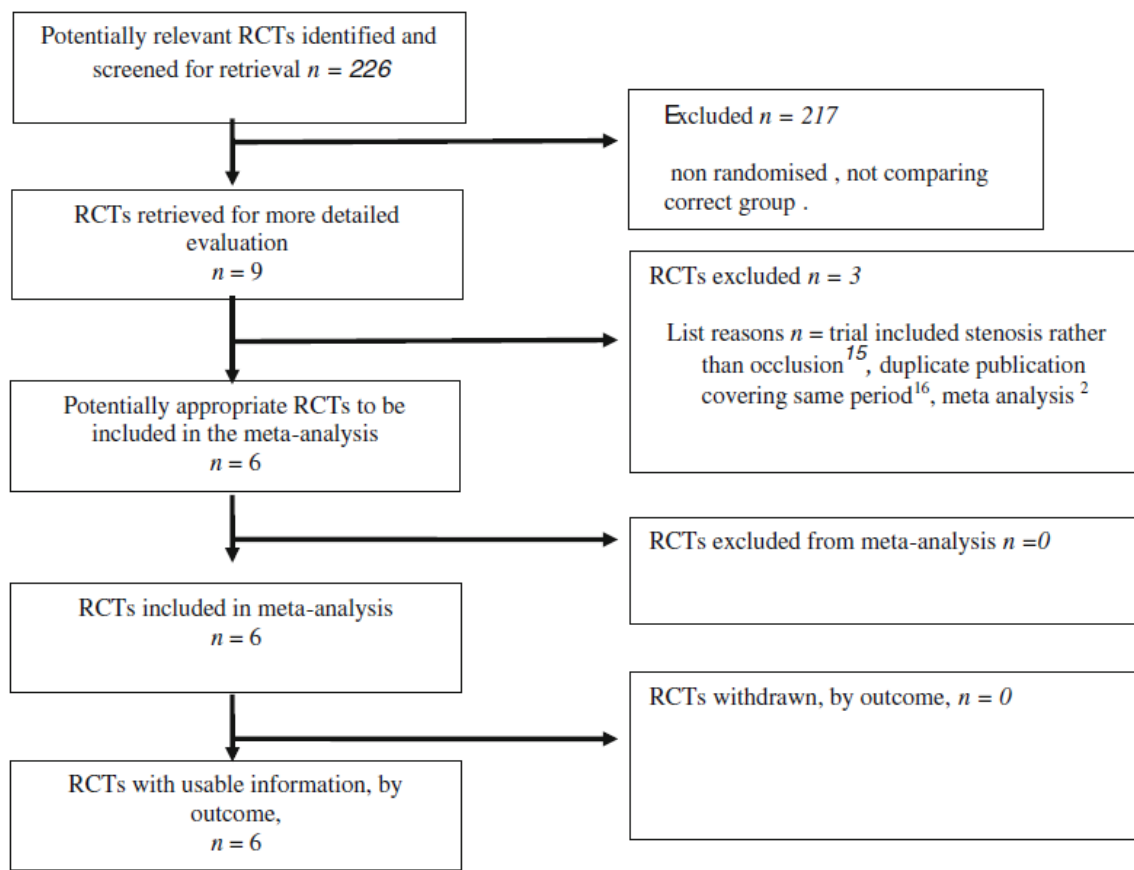 Potentially relevant RCTs identified and
screened for retrieval n = 226
Excluded n = 217
non randomised , not comparing
correct group .
RCTs retrieved for more detailed
evaluation
n = 9
RCTs excluded n = 3
List reasons n = trial included stenosis rather
than occlusion15, duplicate publication
covering same period16, meta analysis 2
Potentially appropriate RCTs to be
included in the meta-analysis
n = 6
RCTs excluded from meta-analysis n =0
RCTs included in meta-analysis
n = 6
RCTs withdrawn, by outcome, n = 0
RCTs with usable information, by
outcome,
n = 6